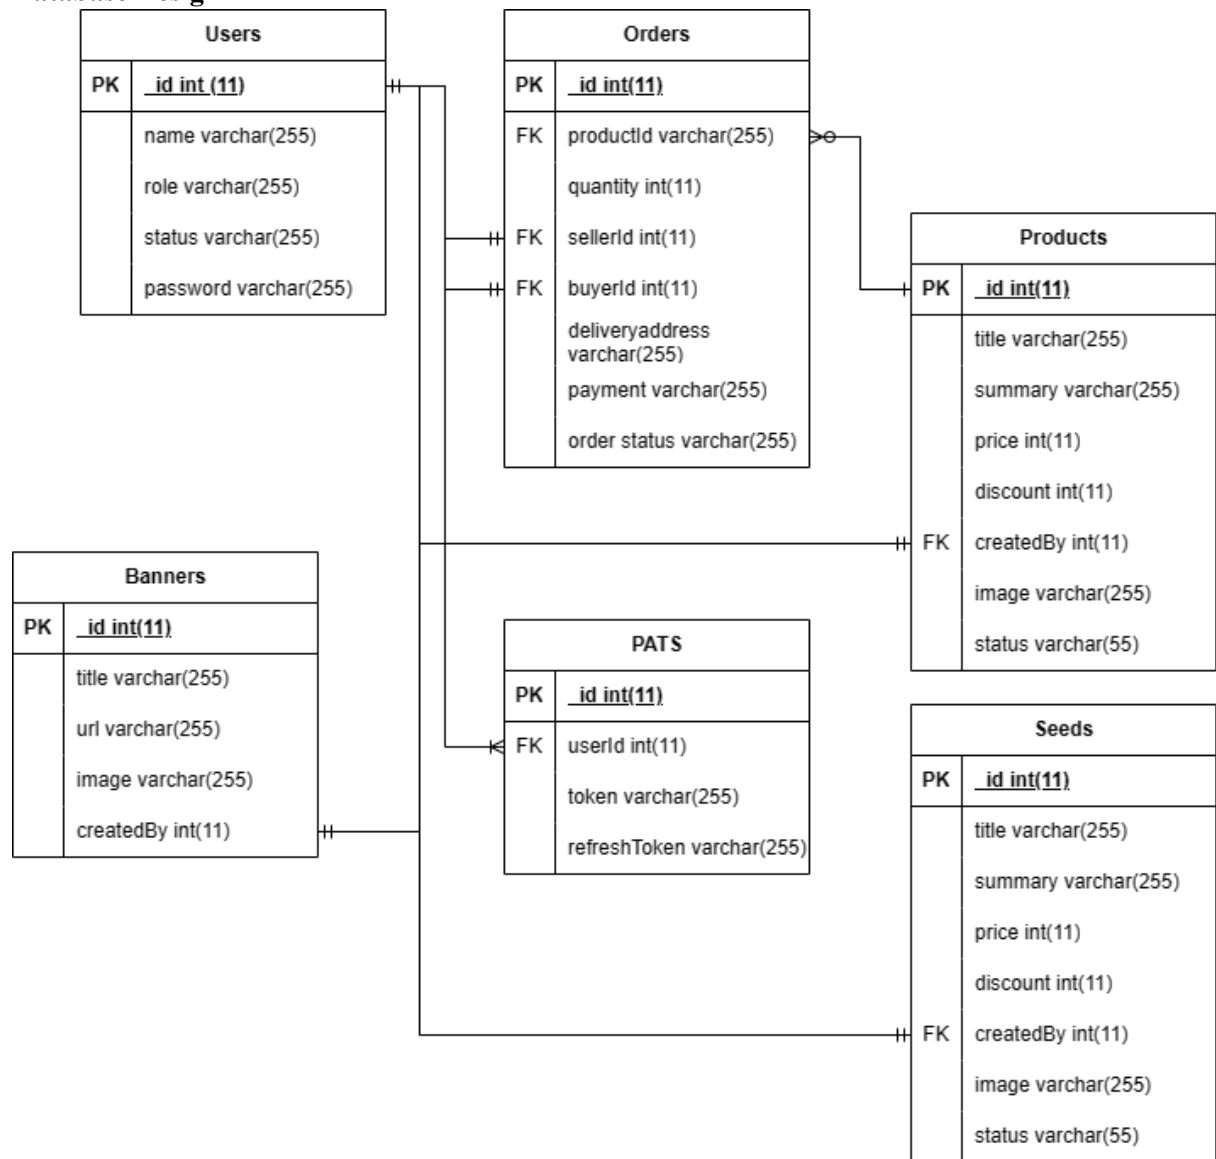 Users
PK _id int (11)
name varchar(255)
role varchar(255)
status varchar(255)
password varchar(255)
Orders
PK _id int(11)
FK productId varchar(255)
quantity int(11)
FK sellerId int(11)
FK buyerId int(11)
deliveryaddress
varchar(255)
payment varchar(255)
order status varchar(255)
Products
PK _id int(11)
title varchar(255)
summary varchar(255)
price int(11)
discount int(11)
FK createdBy int(11)
image varchar(255)
status varchar(55)
Banners
PK _id int(11)
title varchar(255)
url varchar(255)
image varchar(255)
createdBy int(11)
PATS
PK _id int(11)
FK userId int(11)
token varchar(255)
refreshToken varchar(255)
Seeds
PK _id int(11)
title varchar(255)
summary varchar(255)
price int(11)
discount int(11)
FK createdBy int(11)
image varchar(255)
status varchar(55)